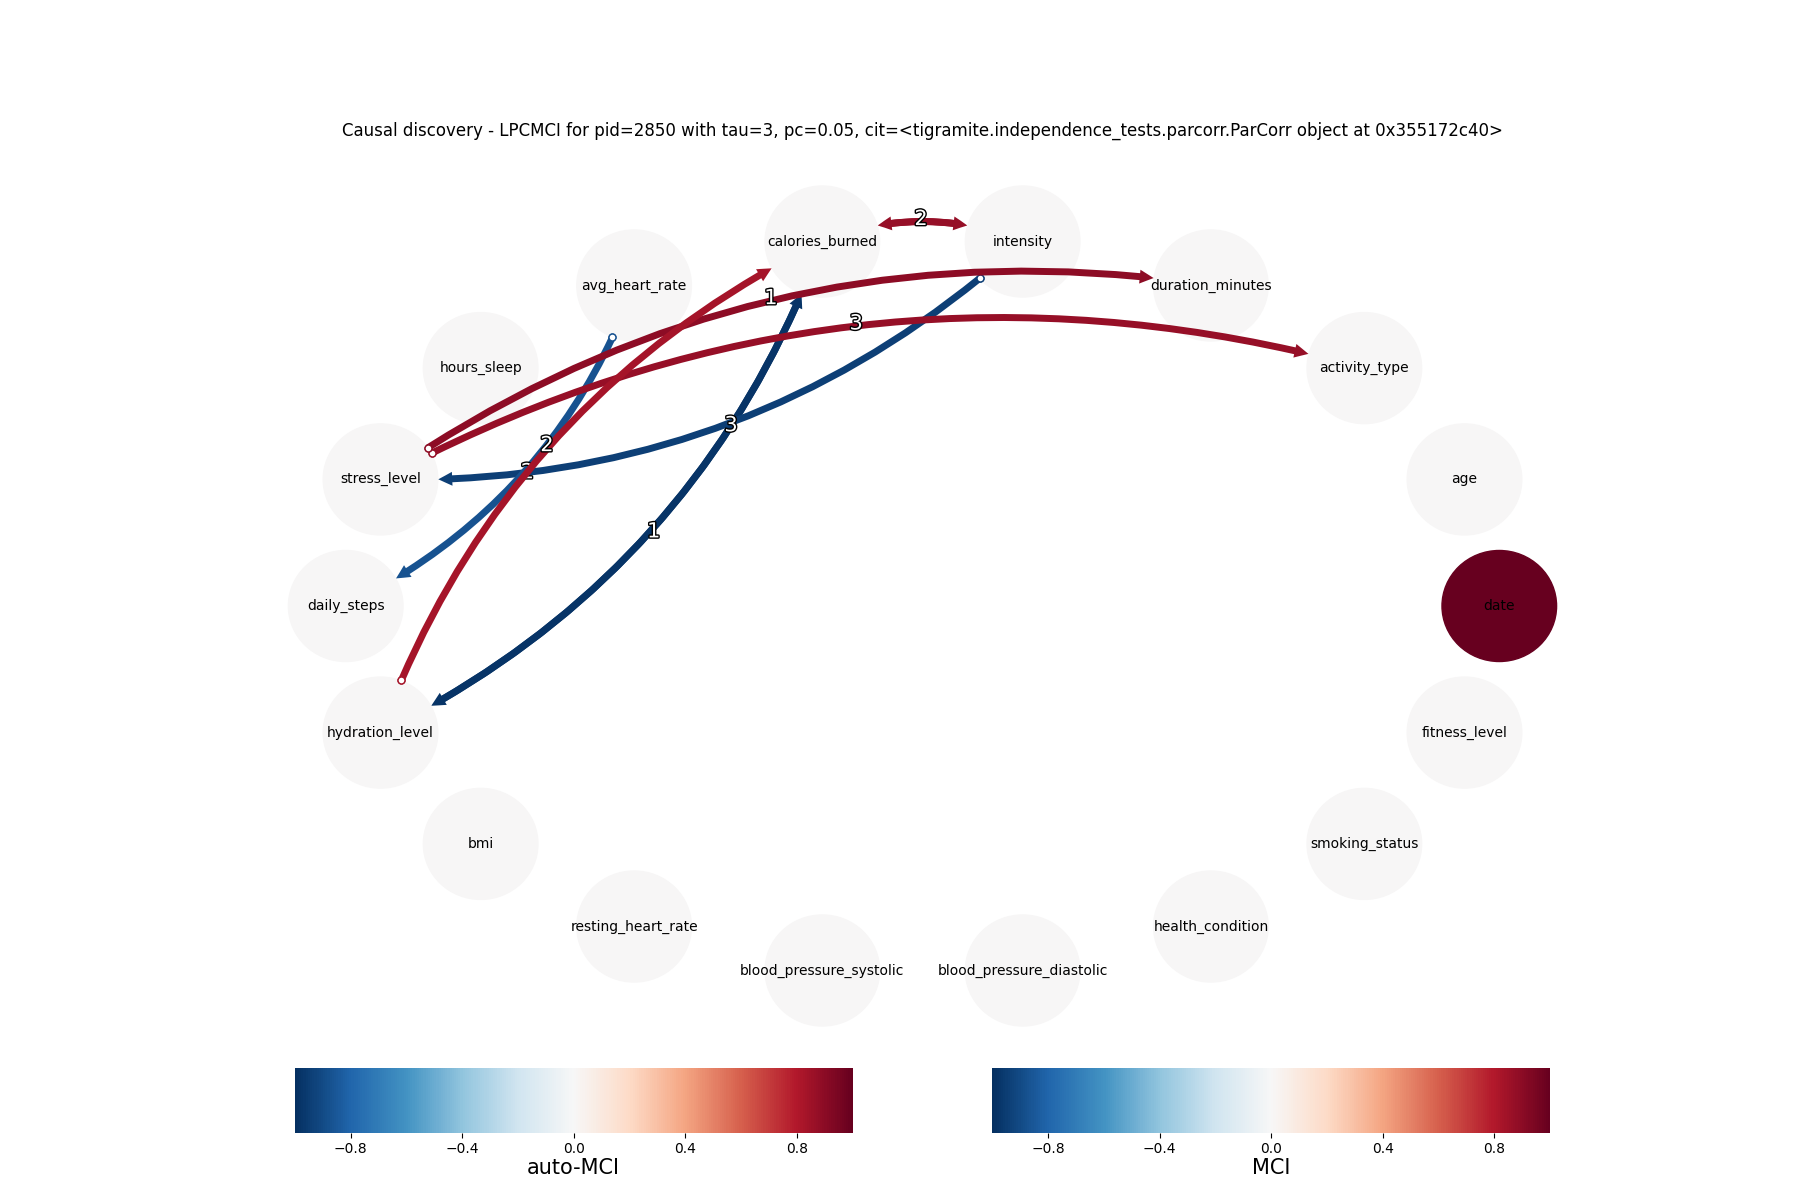 Causal discovery - LPCMCI for pid=2850 with tau=3, pc=0.05, cit=<tigramite.independence_tests.parcorr.ParCorr object at 0x355172c40>
2
calories_burned
intensity
avg_heart_rate
duration_minutes
1
3
hours_sleep
activity_type
3
2
stress_level
age
1
daily_steps
date
hydration_level
fitness_level
bmi
smoking_status
resting_heart_rate
health_condition
blood_pressure_systolic
blood_pressure_diastolic
−0.8 −0.4 0.0 0.4 0.8
auto-MCI
−0.8 −0.4 0.0 0.4 0.8
MCI